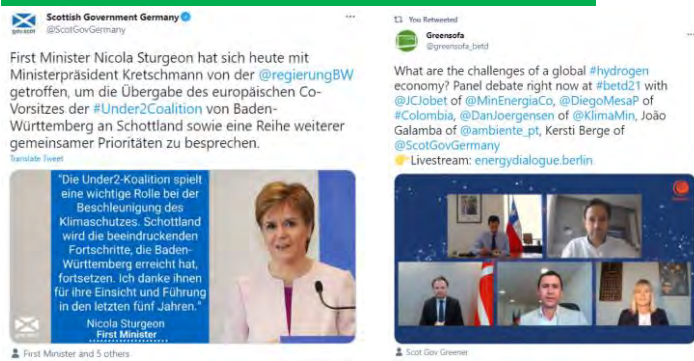 Scottish Government Germany
@ScotGovGermany
First Minister Nicola Sturgeon hat sich heute mit
Ministerpräsident Kretschmann von der @regierungBW
getroffen, um die Übergabe des europäischen Co-
Vorsitzes der #Under2Coalition von Baden-
Württemberg an Schottland sowie eine Reihe weiterer
gemeinsamer Prioritäten zu besprechen.
Translate Tweet
"Die Under2-Koalition spielt
eine wichtige Rolle bei der
Beschleunigung des
Klimaschutzes. Schottland
wird die beeindruckenden
Fortschritte, die Baden-
Württemberg erreicht hat,
fortsetzen. Ich danke ihnen
für ihre Einsicht und Führung
in den letzten fünf Jahren."
Nicola Sturgeon
First Minister
First Minister and 5 others
You Retweeted
Greensofa
@greensofa_betd
What are the challenges of a global #hydrogen
economy? Panel debate right now at #betd21 with
@JCJobet of @MinEnergiaCo, @DiegoMesaP of
#Colombia, @DanJoergensen of @KlimaMin, João
Galamba of @ambiente_pt, Kersti Berge of
@ScotGovGermany
👉Livestream: energydialogue.berlin
Scot Gov Greener